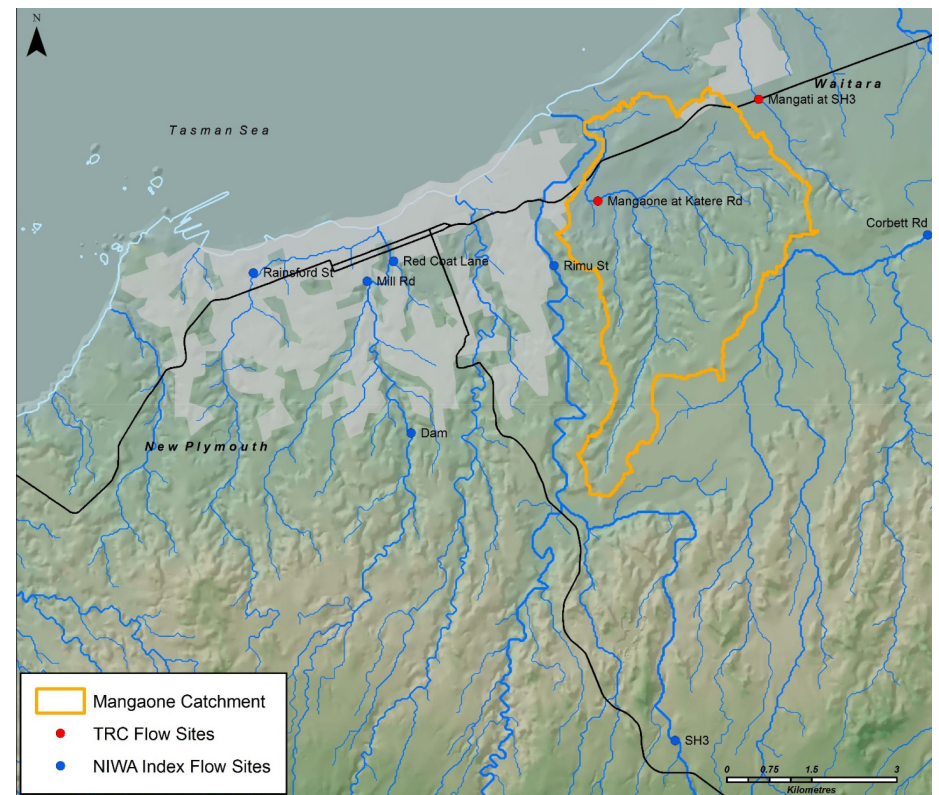 N
Waitara
Mangati at SH3
Tasman Sea
Mangaone at Katere Rd
Corbett Rd
Red Coat Lane
Rimu St
Rainsford St
Mill Rd
Dam
New Plymouth
Mangaone Catchment
TRC Flow Sites
NIWA Index Flow Sites
SH3
0 0.75 1.5 3
Kilometres